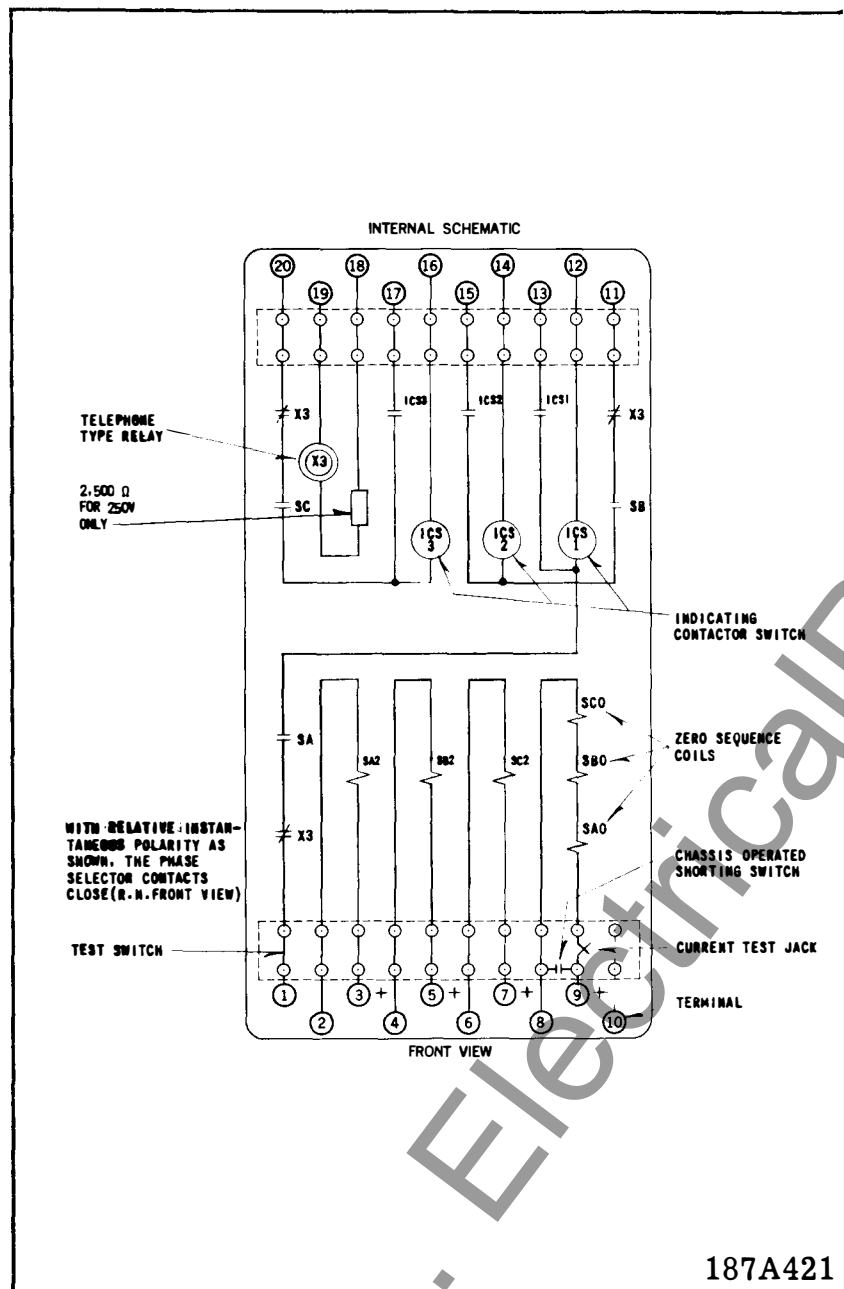 INTERNAL SCHEMATIC
20 18 16 14 12
19 17 15 13 11
ICS3 ICS2 ICS1
X3 X3
TELEPHONE
TYPE RELAY
X3
2,500 Ω
FOR 250V
ONLY
SC SB
ICS
3
ICS
2
ICS
1
INDICATING
CONTACTOR SWITCH
SA
SA2 SB2 SC2
SCO
SBO
SAO
ZERO SEQUENCE
COILS
X3
WITH RELATIVE INSTAN-
TANEOUS POLARITY AS
SHOWN, THE PHASE
SELECTOR CONTACTS
CLOSE(R.H.FRONT VIEW)
CHASSIS OPERATED
SHORTING SWITCH
TEST SWITCH
CURRENT TEST JACK
1 3 + 5 + 7 + 9 +
2 4 6 8 10
TERMINAL
FRONT VIEW
. Electrical
187A421